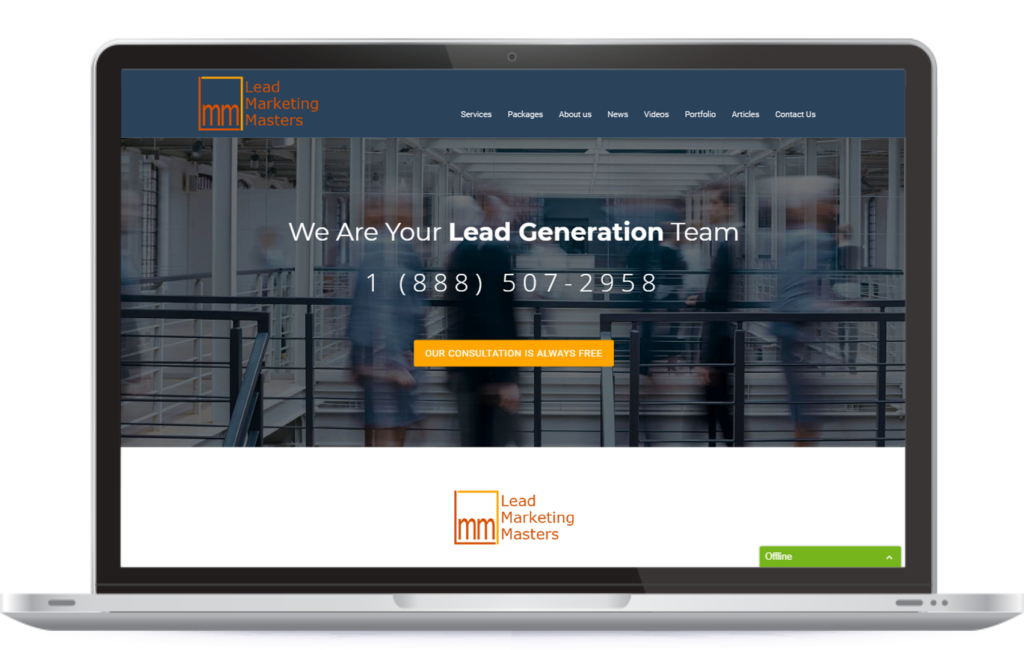 Lead
Marketing
Masters
mm
Services Packages About us News Videos Portfolio Articles Contact Us
We Are Your Lead Generation Team
1 (888) 507-2958
OUR CONSULTATION IS ALWAYS FREE
mm
Lead
Marketing
Masters
Offline